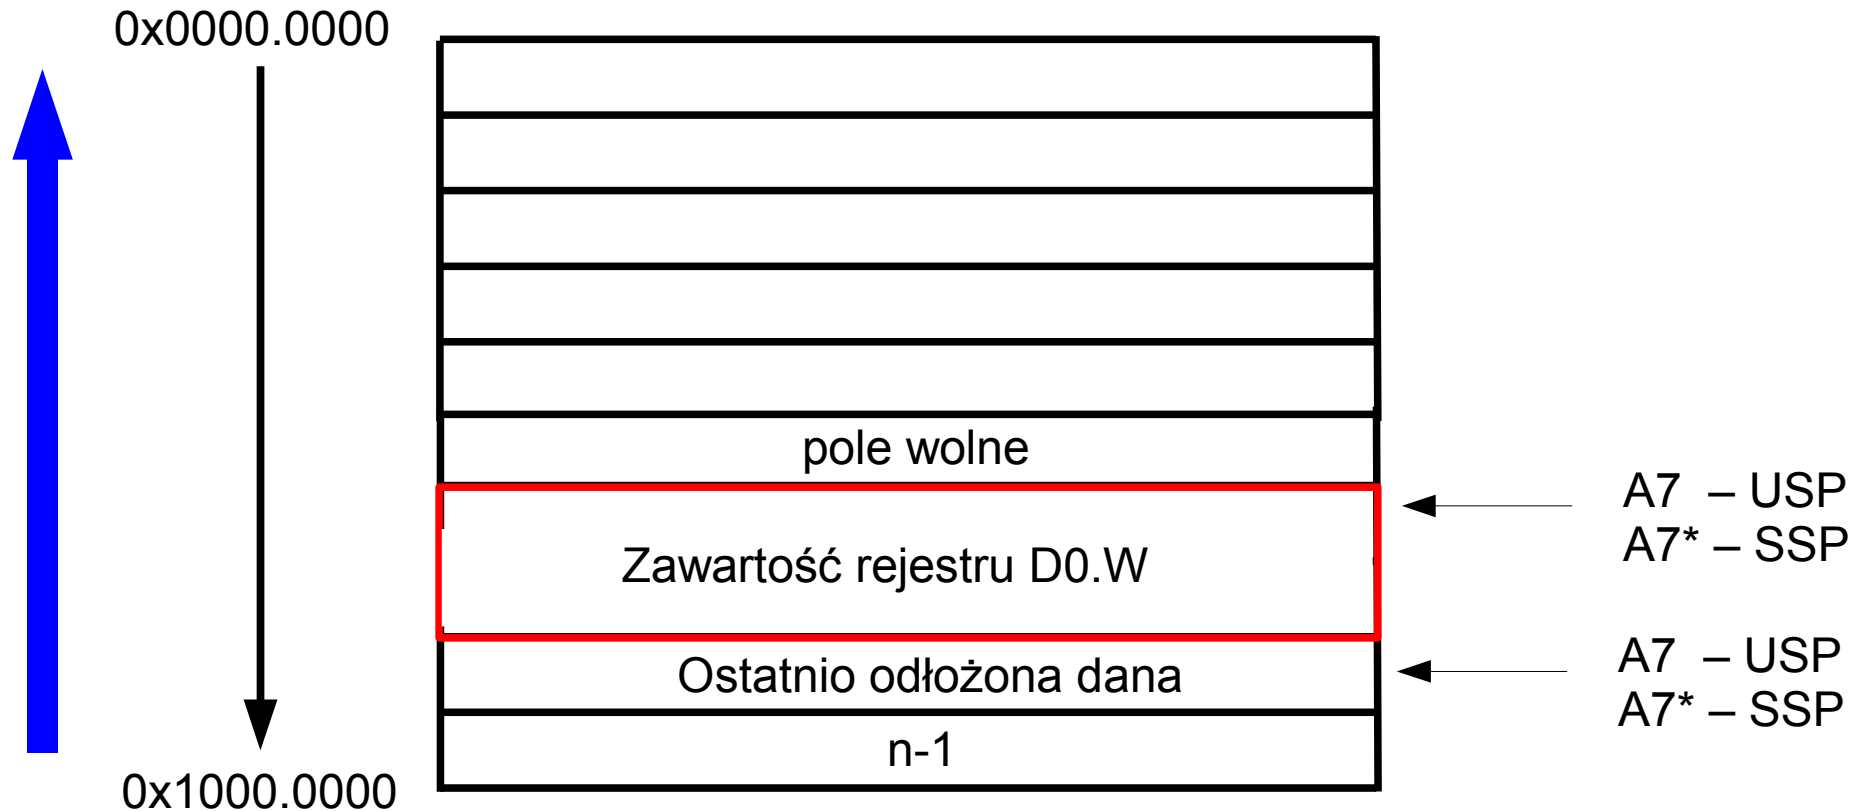 0x0000.0000
pole wolne
A7 – USP
A7* – SSP
Zawartość rejestru D0.W
A7 – USP
A7* – SSP
Ostatnio odłożona dana
n-1
0x1000.0000